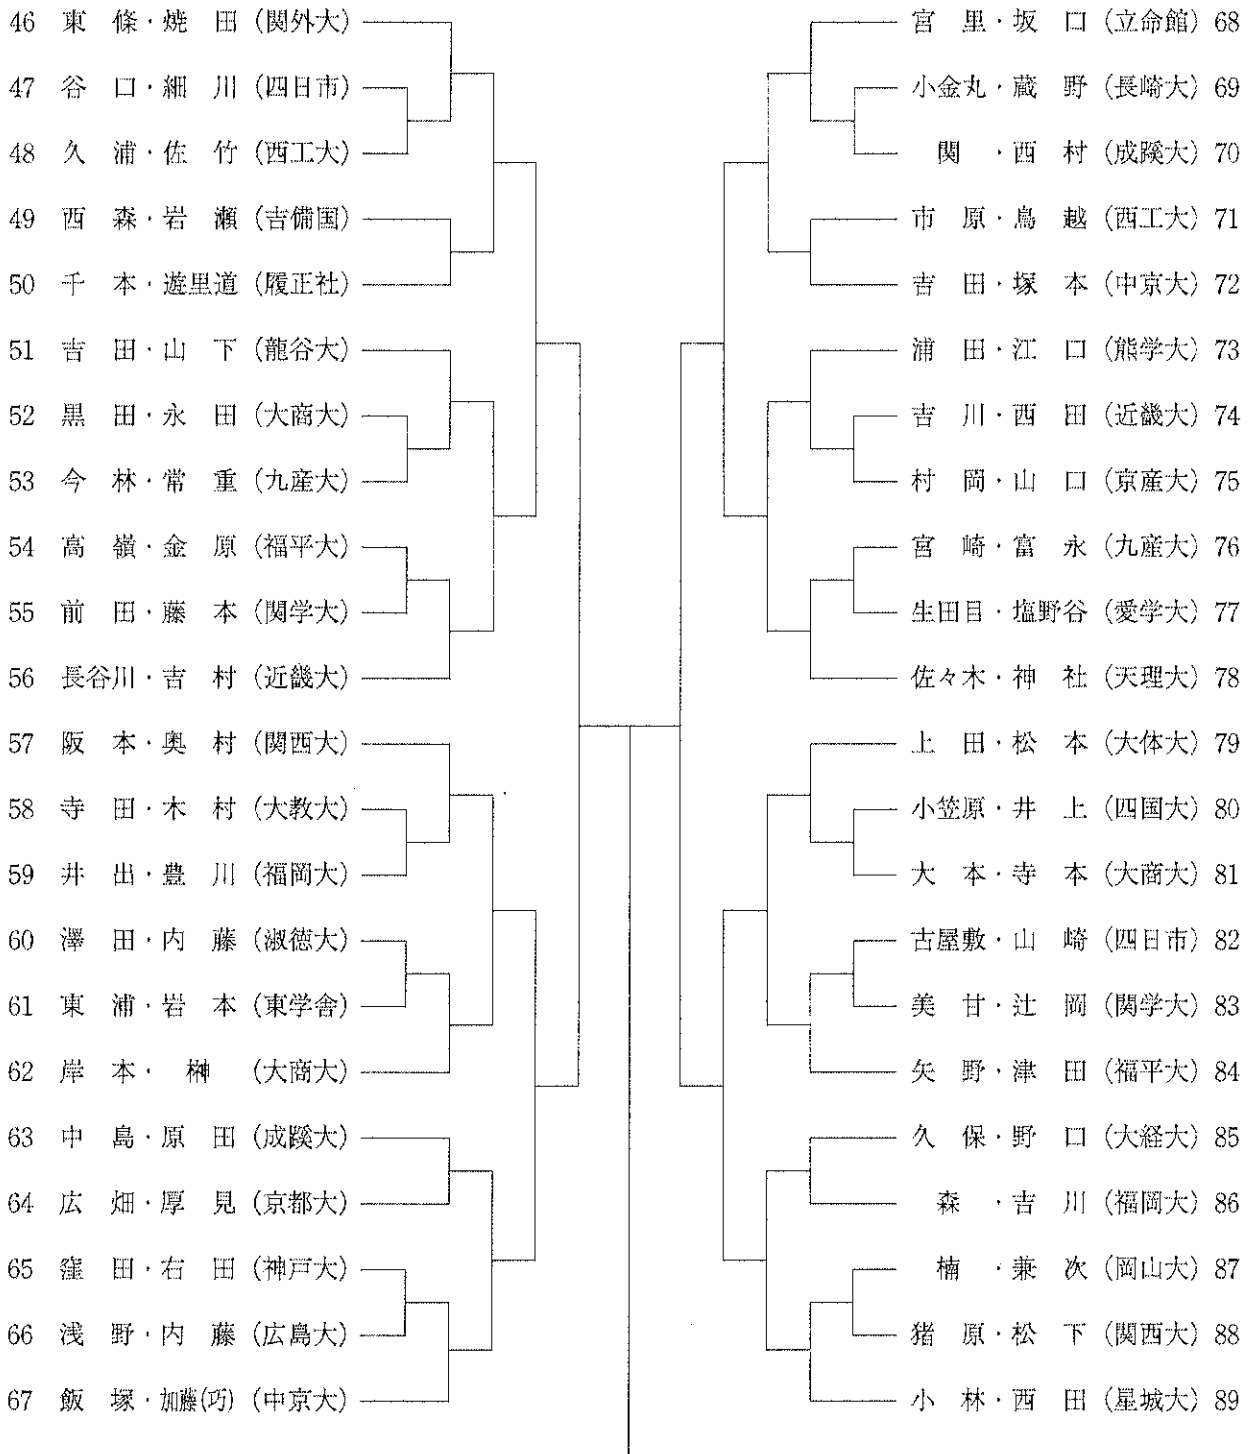 46 東 條・焼 田 (関外大)
47 谷 口・細 川 (四日市)
48 久 浦・佐 竹 (西工大)
49 西 森・岩 瀬 (吉備国)
50 千 本・遊里道 (履正社)
51 吉 田・山 下 (龍谷大)
52 黒 田・永 田 (大商大)
53 今 林・常 重 (九産大)
54 高 嶺・金 原 (福平大)
55 前 田・藤 本 (関学大)
56 長谷川・吉 村 (近畿大)
57 阪 本・奥 村 (関西大)
58 寺 田・木 村 (大教大)
59 井 出・豊 川 (福岡大)
60 澤 田・内 藤 (淑徳大)
61 東 浦・岩 本 (東学舎)
62 岸 本・ 榊 (大商大)
63 中 島・原 田 (成蹊大)
64 広 畑・厚 見 (京都大)
65 窪 田・右 田 (神戸大)
66 浅 野・内 藤 (広島大)
67 飯 塚・加藤(巧) (中京大)
宮 里・坂 口 (立命館) 68
小金丸・蔵 野 (長崎大) 69
関 ・西 村 (成蹊大) 70
市 原・鳥 越 (西工大) 71
吉 田・塚 本 (中京大) 72
浦 田・江 口 (熊学大) 73
吉 川・西 田 (近畿大) 74
村 岡・山 口 (京産大) 75
宮 崎・富 永 (九産大) 76
生田目・塩野谷 (愛学大) 77
佐々木・神 社 (天理大) 78
上 田・松 本 (大体大) 79
小笠原・井 上 (四国大) 80
大 本・寺 本 (大商大) 81
古屋敷・山 崎 (四日市) 82
美 甘・辻 岡 (関学大) 83
矢 野・津 田 (福平大) 84
久 保・野 口 (大経大) 85
森 ・吉 川 (福岡大) 86
楠 ・兼 次 (岡山大) 87
猪 原・松 下 (関西大) 88
小 林・西 田 (星城大) 89